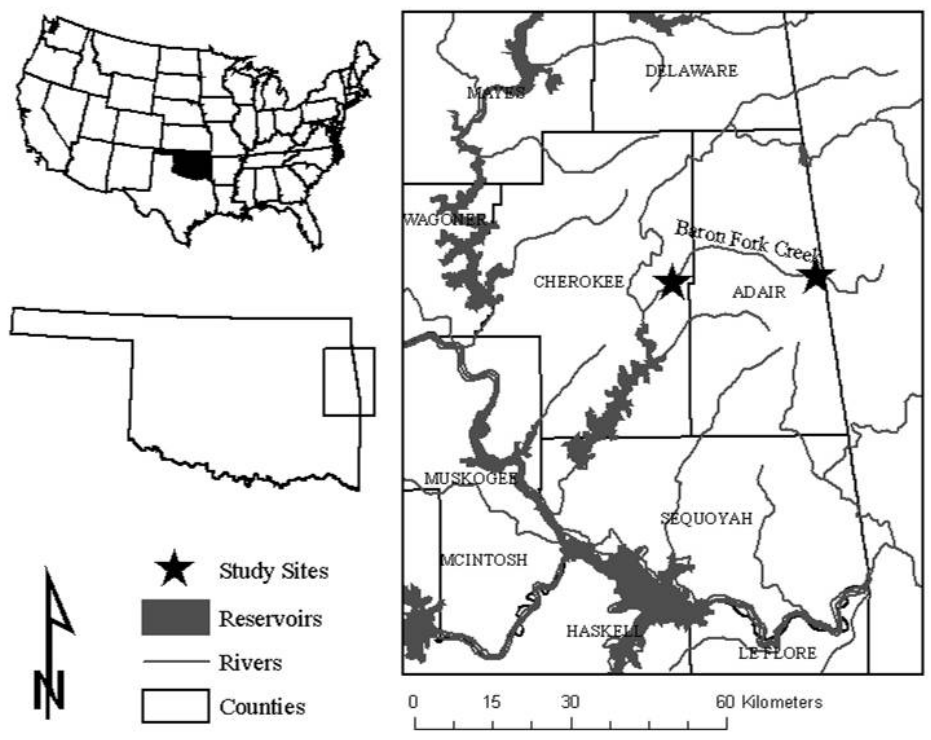 DELAWARE
MAYES
WAGONER
Baron Fork Creek
CHEROKEE
ADAIR
MUSKOGEE
SEQUOYAH
MCINTOSH
HASKELL
LE FLORE
N
Study Sites
Reservoirs
Rivers
Counties
0 15 30 60 Kilometers